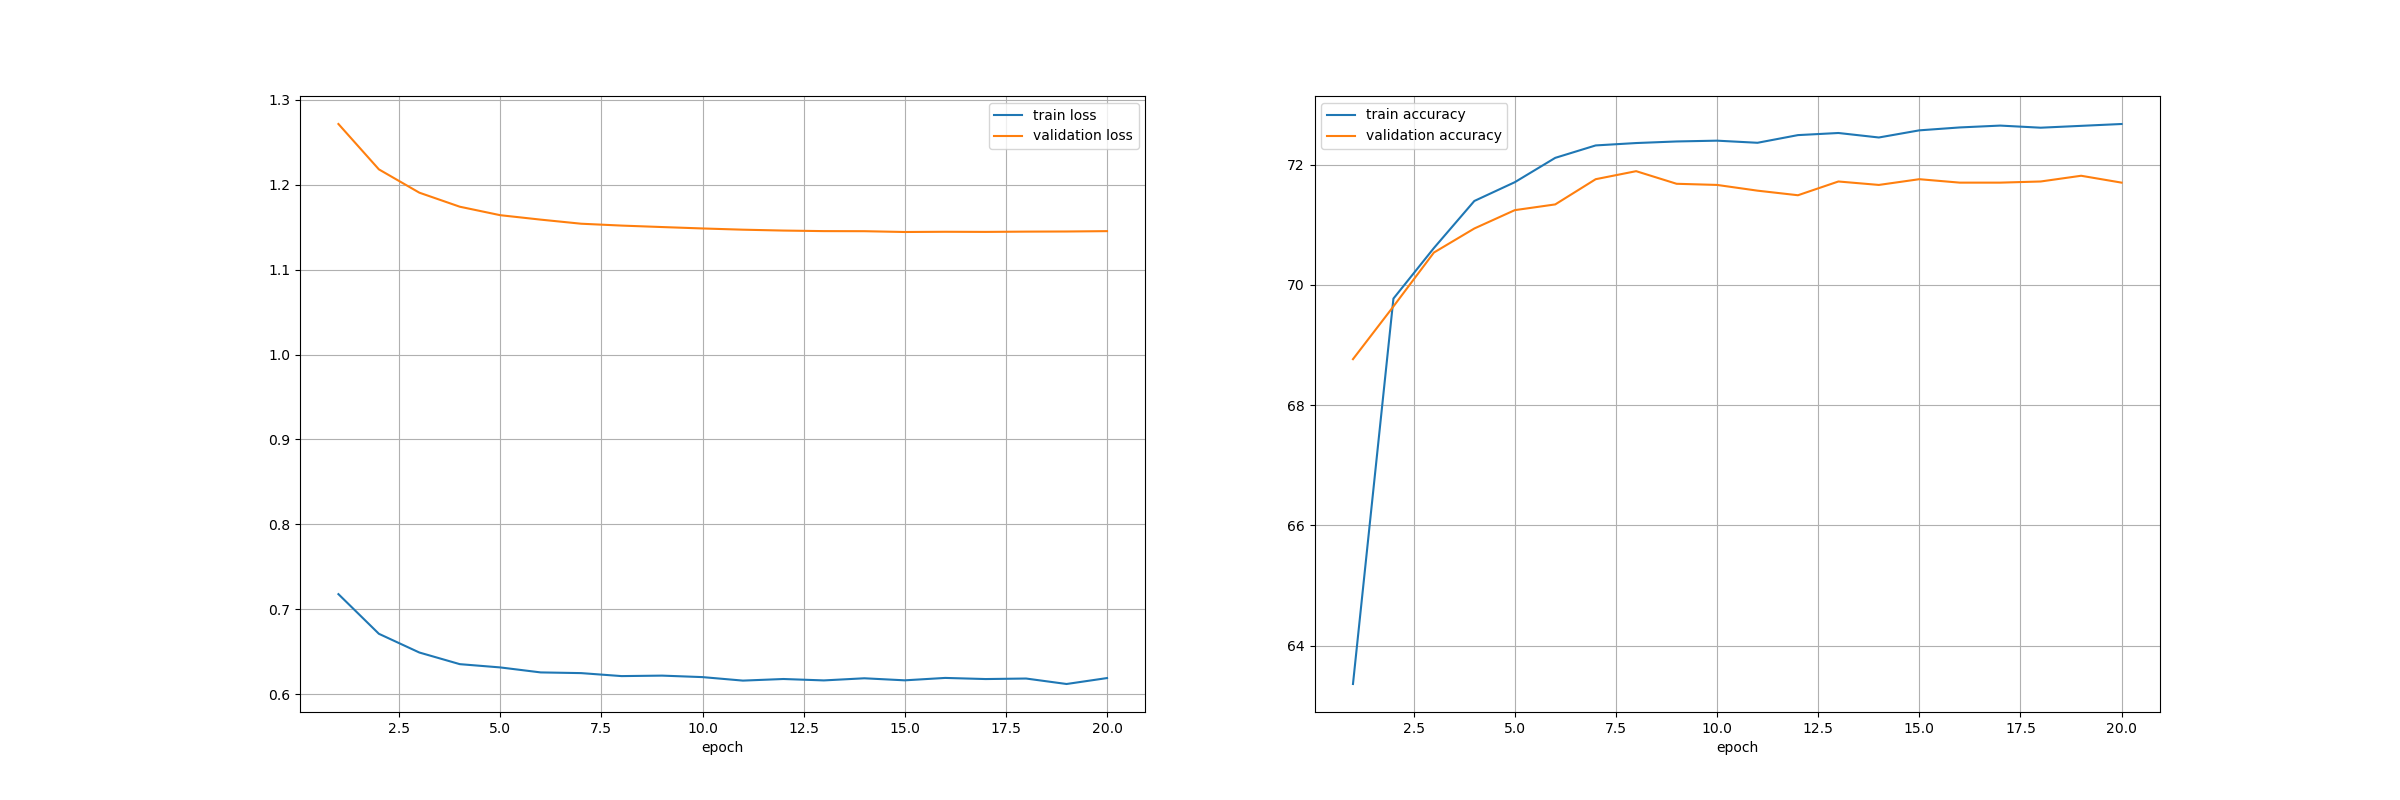 train loss
validation loss
1.3
1.2
1.1
1.0
0.9
0.8
0.7
0.6
2.5 5.0 7.5 10.0 12.5 15.0 17.5 20.0
epoch
train accuracy
validation accuracy
72
70
68
66
64
2.5 5.0 7.5 10.0 12.5 15.0 17.5 20.0
epoch